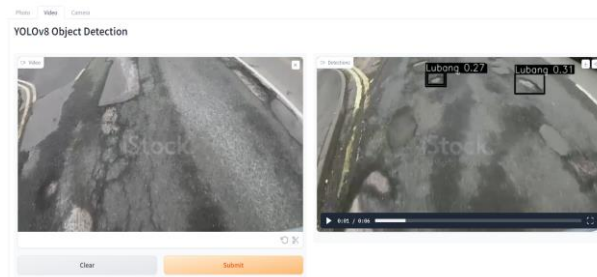 Photo Video Camera
YOLOv8 Object Detection
Video
Detections
iStock
Lubang 0.27
Lubang 0.31
iStock
0:01 / 0:06
Clear
Submit